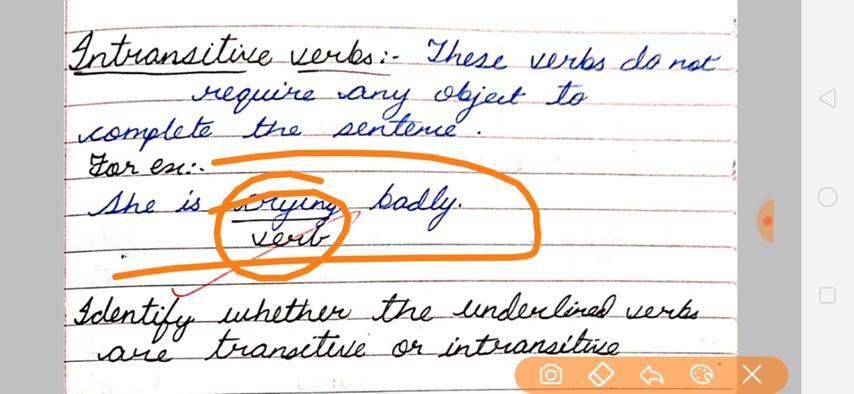 Intransitive verbs:- These verbs do not
require any object to
complete the sentence.
For ex:-
She is crying badly.
verb
Identify whether the underlined verbs
are transitive or intransitive